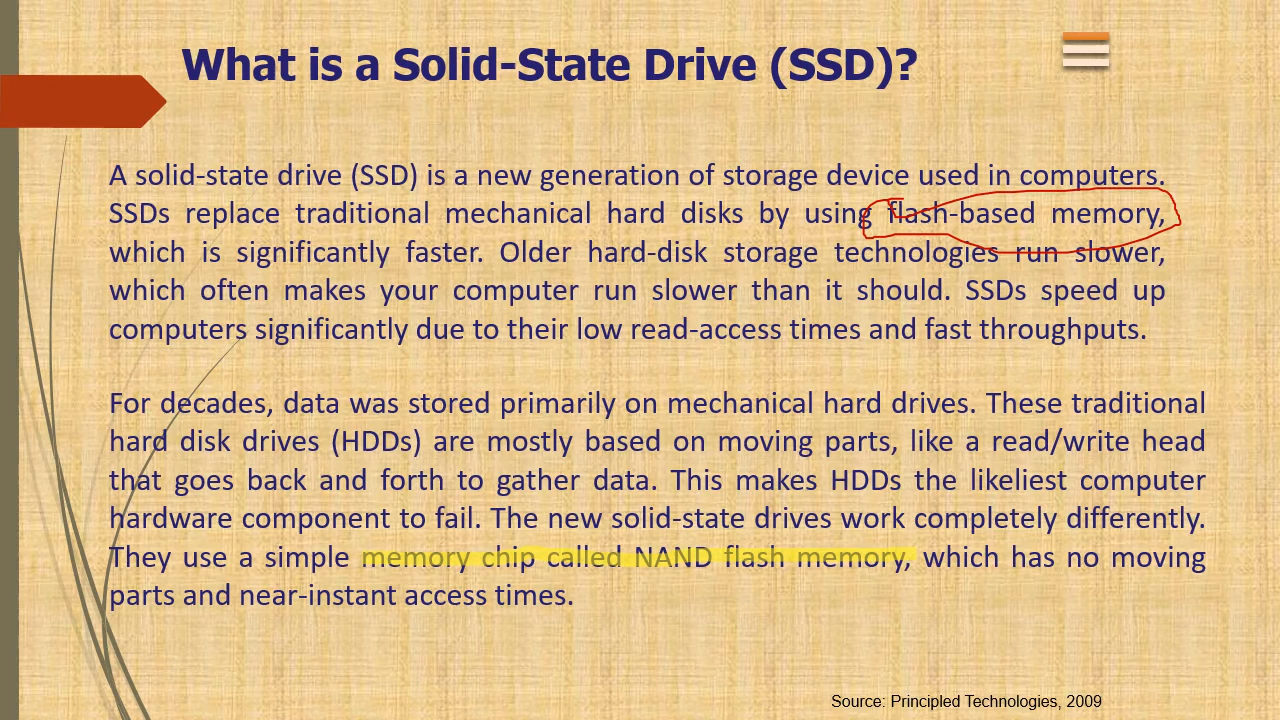 What is a Solid-State Drive (SSD)?
A solid-state drive (SSD) is a new generation of storage device used in computers.
SSDs replace traditional mechanical hard disks by using flash-based memory,
which is significantly faster. Older hard-disk storage technologies run slower,
which often makes your computer run slower than it should. SSDs speed up
computers significantly due to their low read-access times and fast throughputs.
For decades, data was stored primarily on mechanical hard drives. These traditional
hard disk drives (HDDs) are mostly based on moving parts, like a read/write head
that goes back and forth to gather data. This makes HDDs the likeliest computer
hardware component to fail. The new solid-state drives work completely differently.
They use a simple memory chip called NAND flash memory, which has no moving
parts and near-instant access times.
Source: Principled Technologies, 2009